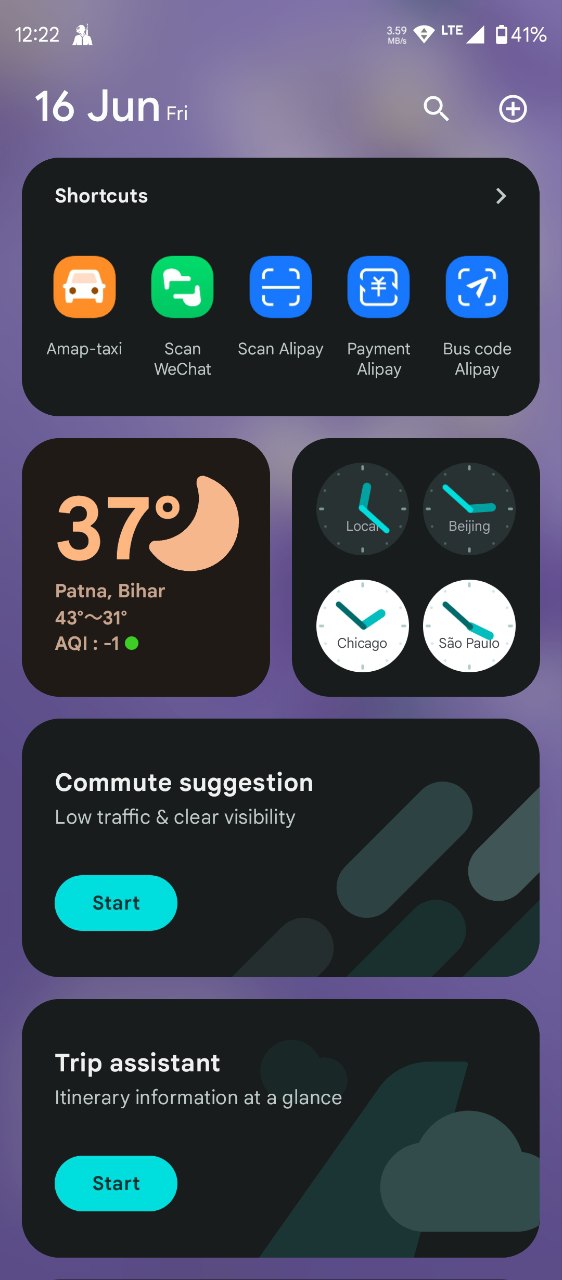 12:22
3.59
MB/s
LTE
41%
16 Jun Fri
Shortcuts
Amap-taxi
Scan
WeChat
Scan Alipay
Payment
Alipay
Bus code
Alipay
37°
Patna, Bihar
43°～31°
AQI : -1
Local
Beijing
Chicago
São Paulo
Commute suggestion
Low traffic & clear visibility
Start
Trip assistant
Itinerary information at a glance
Start